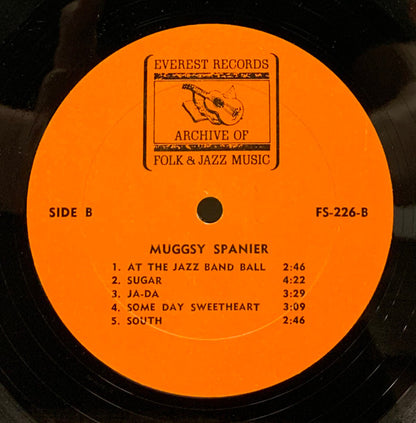 EVEREST RECORDS
ARCHIVE OF
FOLK & JAZZ MUSIC
SIDE B
FS-226-B
MUGGSY SPANIER
1. AT THE JAZZ BAND BALL 2:46
2. SUGAR 4:22
3. JA-DA 3:29
4. SOME DAY SWEETHEART 3:09
5. SOUTH 2:46